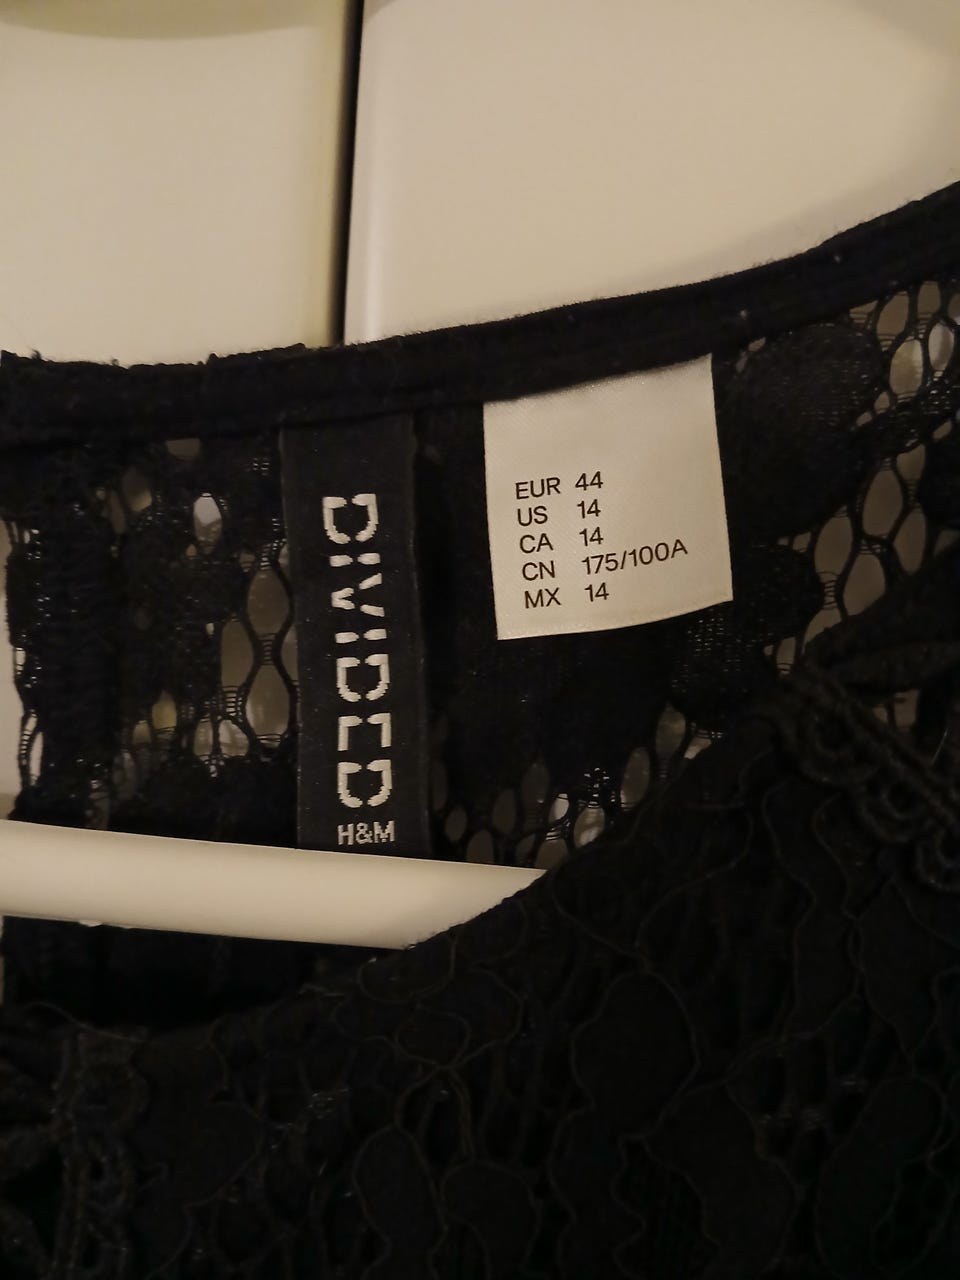 DIVIDED
H&M
EUR 44
US 14
CA 14
CN 175/100A
MX 14